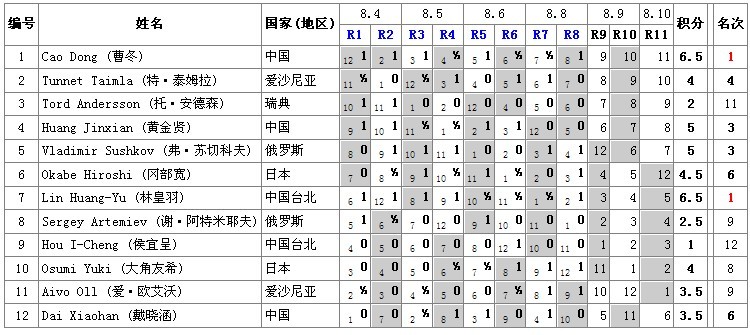 编号 姓名 国家(地区) 8.4 8.5 8.6 8.8 8.9 8.10 积分 名次
R1 R2 R3 R4 R5 R6 R7 R8 R9 R10 R11
1 Cao Dong (曹冬) 中国 12 1 2 1 3 1 4 ½ 5 1 6 ½ 7 ½ 8 1 9 10 11 6.5 1
2 Tunnet Taimla (特·泰姆拉) 爱沙尼亚 11 ½ 1 0 12 ½ 3 1 4 0 5 1 6 1 7 0 8 9 10 4 4
3 Tord Andersson (托·安德森) 瑞典 10 1 11 1 1 0 2 0 12 0 4 0 5 0 6 0 7 8 9 2 11
4 Huang Jinxian (黄金贤) 中国 9 1 10 1 11 ½ 1 ½ 2 1 3 1 12 0 5 0 6 7 8 5 3
5 Vladimir Sushkov (弗·苏切科夫) 俄罗斯 8 0 9 1 10 1 11 1 1 0 2 0 3 1 4 1 12 6 7 5 3
6 Okabe Hiroshi (冈部宽) 日本 7 0 8 ½ 9 1 10 ½ 11 1 1 ½ 2 0 3 1 4 5 12 4.5 6
7 Lin Huang-Yu (林皇羽) 中国台北 6 1 12 1 8 1 9 1 10 ½ 11 ½ 1 ½ 2 1 3 4 5 6.5 1
8 Sergey Artemiev (谢·阿特米耶夫) 俄罗斯 5 1 6 ½ 7 0 12 0 9 1 10 0 11 0 1 0 2 3 4 2.5 9
9 Hou I-Cheng (侯宜呈) 中国台北 4 0 5 0 6 0 7 0 8 0 12 1 10 0 11 0 1 2 3 1 12
10 Osumi Yuki (大角友希) 日本 3 0 4 0 5 0 6 ½ 7 ½ 8 1 9 1 12 1 11 1 2 4 8
11 Aivo Oll (爱·欧艾沃) 爱沙尼亚 2 ½ 3 0 4 ½ 5 0 6 0 7 ½ 8 1 9 1 10 12 1 3.5 9
12 Dai Xiaohan (戴晓涵) 中国 1 0 7 0 2 ½ 8 1 3 1 9 0 4 1 10 0 5 11 6 3.5 6